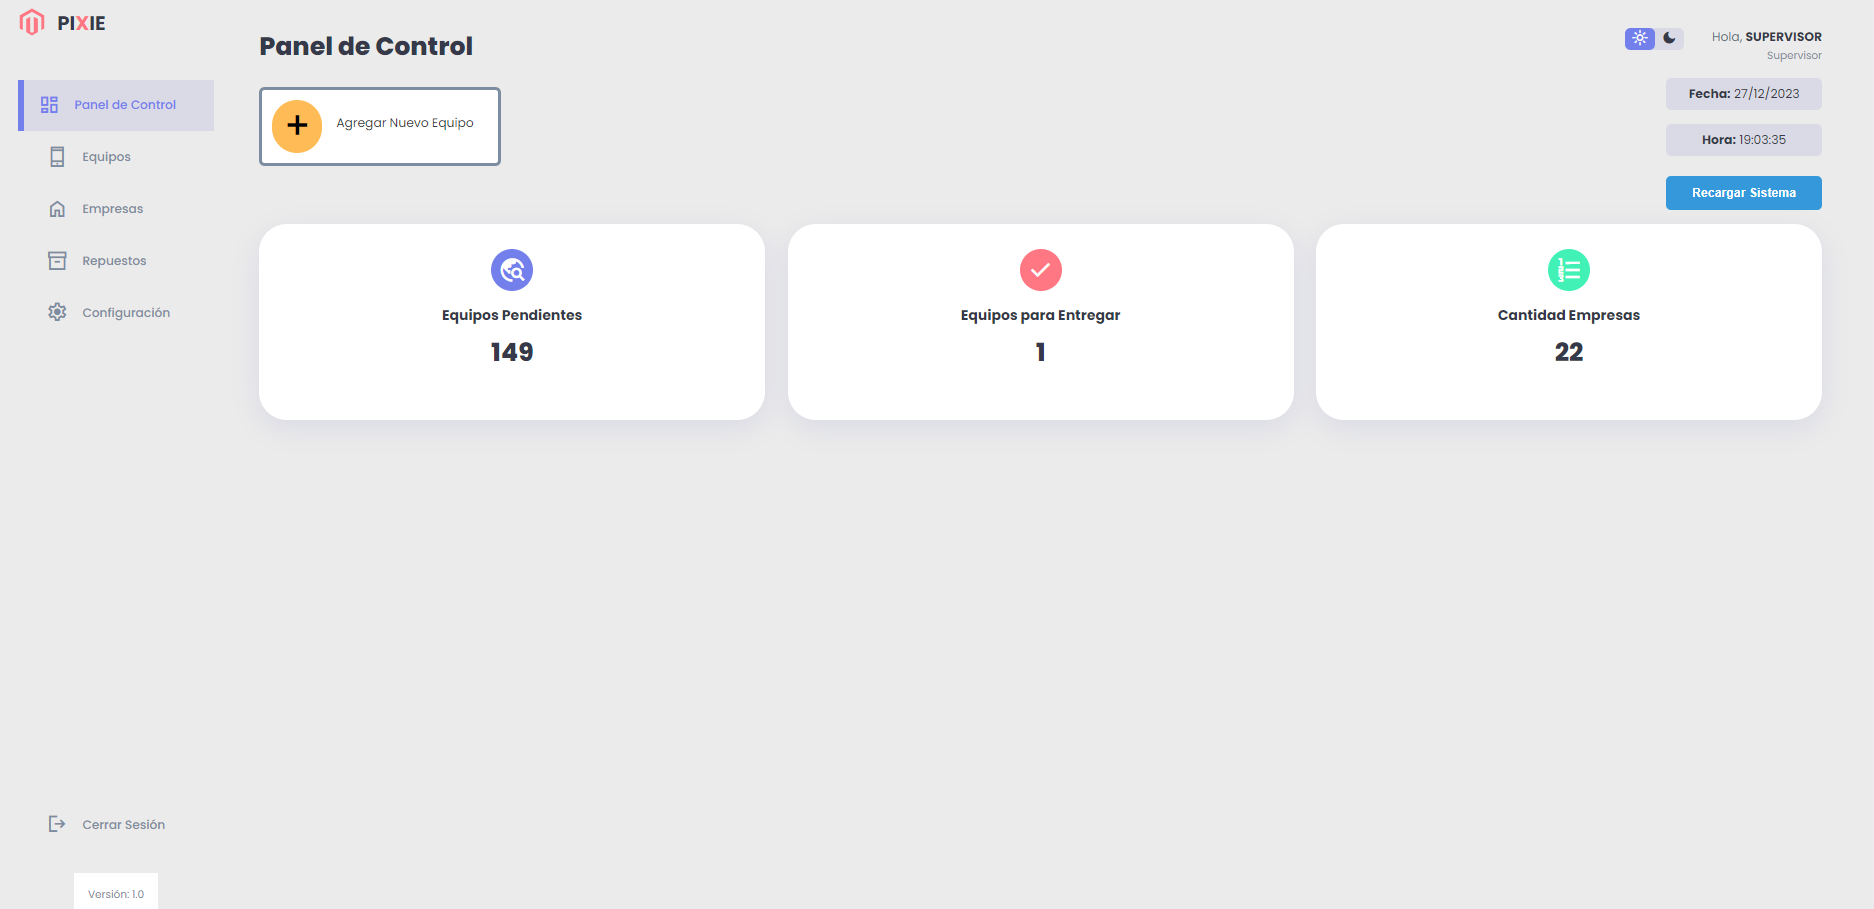 PIXIE
Panel de Control
Equipos
Empresas
Repuestos
Configuración
Cerrar Sesión
Versión: 1.0
Panel de Control
Agregar Nuevo Equipo
Hola, SUPERVISOR
Supervisor
Fecha: 27/12/2023
Hora: 19:03:35
Recargar Sistema
Equipos Pendientes
149
Equipos para Entregar
1
Cantidad Empresas
22